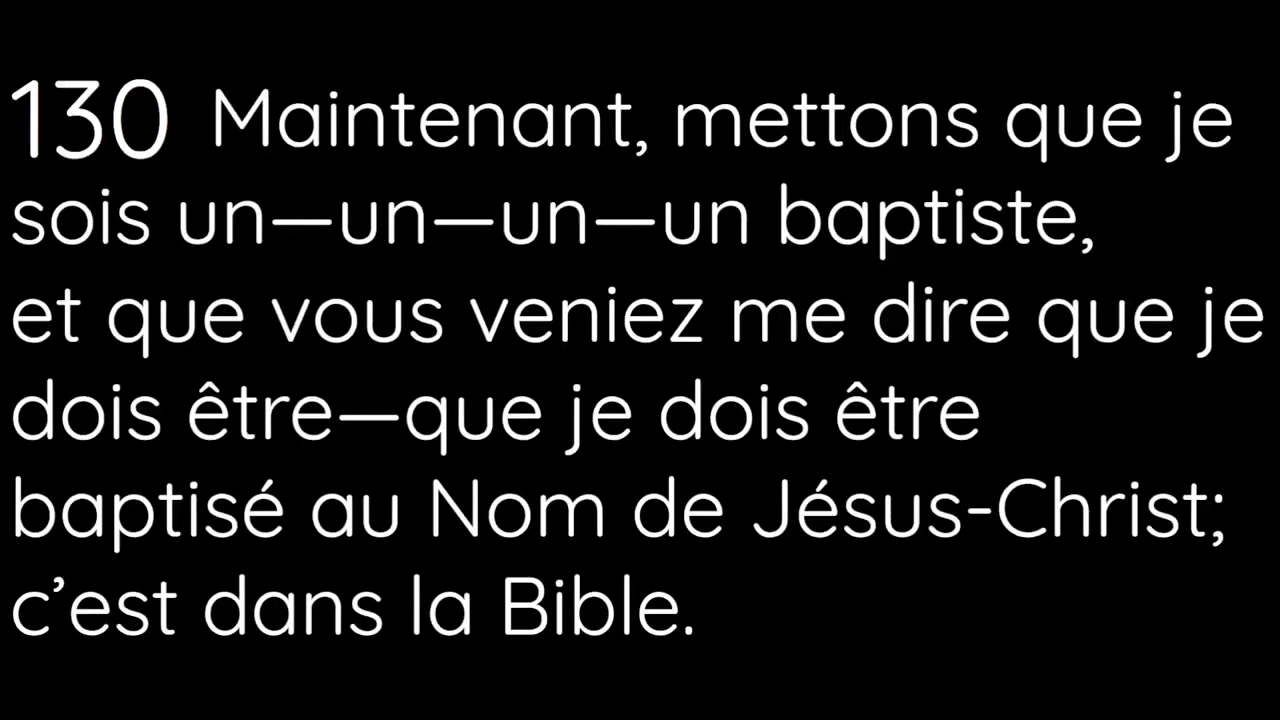 130 Maintenant, mettons que je
sois un—un—un—un baptiste,
et que vous veniez me dire que je
dois être—que je dois être
baptisé au Nom de Jésus-Christ;
c’est dans la Bible.